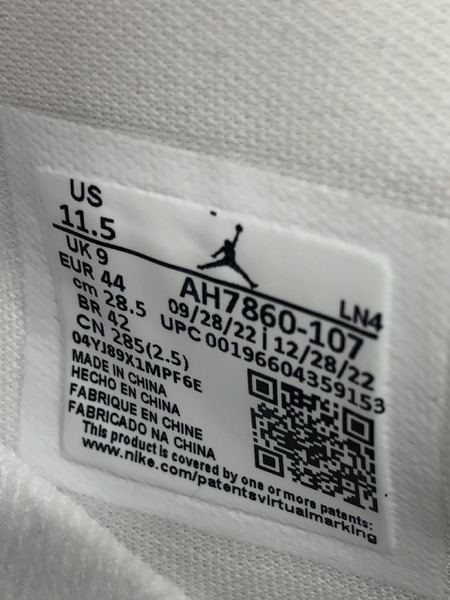 US
11.5
UK 9
EUR 44
cm 28.5
BR 42
CN 285(2.5)
04YJ89X1MPF6E
LN4
AH7860-107
09/28/22 | 12/28/22
UPC 00196604359153
MADE IN CHINA
HECHO EN CHINA
FABRIQUE EN CHINE
FABRICADO NA CHINA
This product is covered by one or more patents:
www.nike.com/patentsvirtualmarking